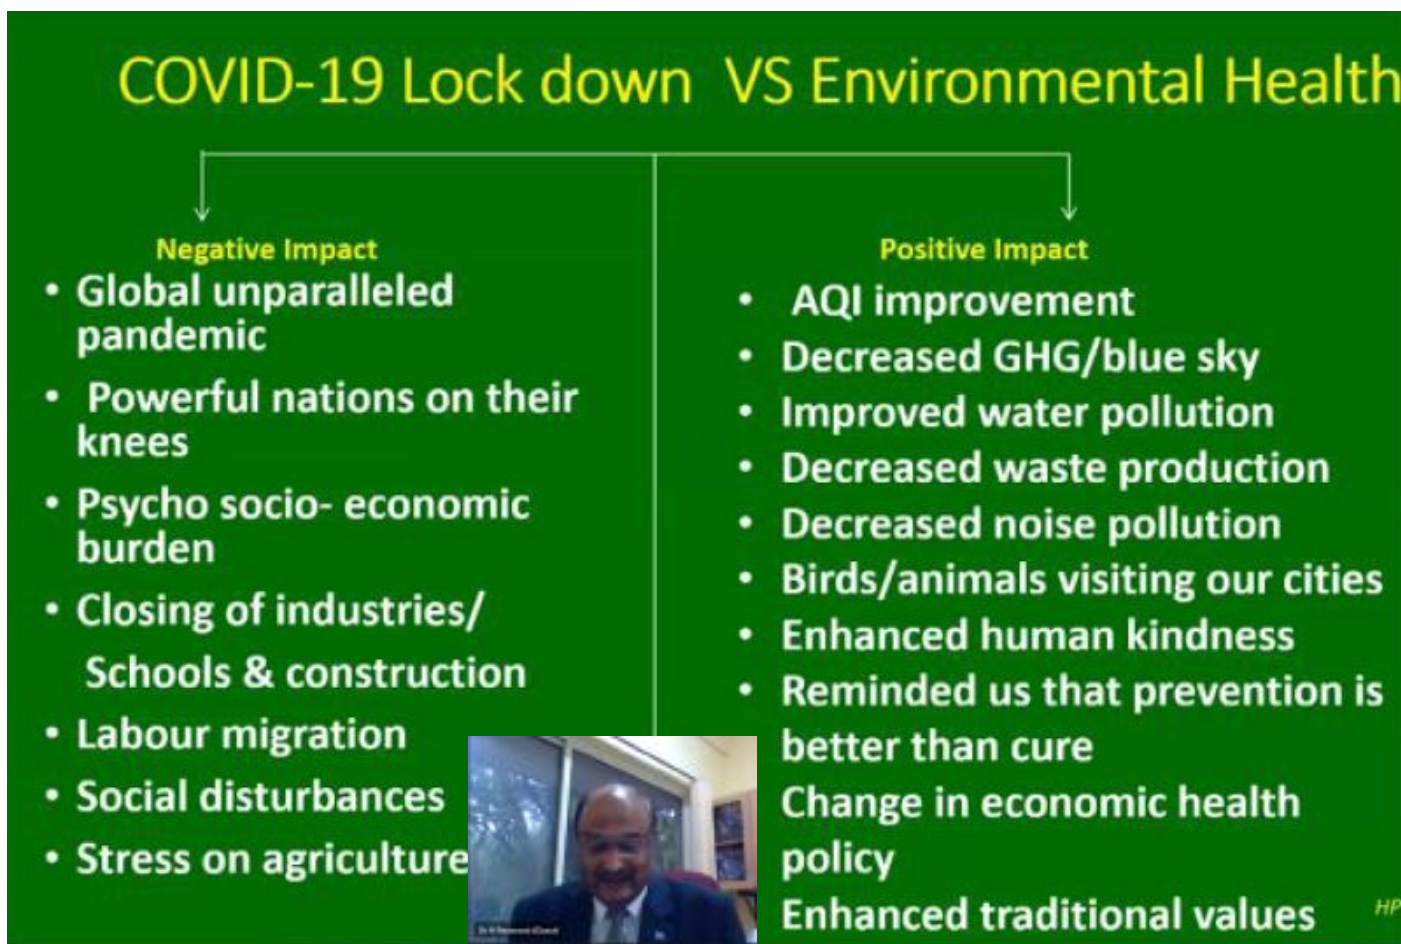 COVID-19 Lock down VS Environmental Health
Negative Impact
• Global unparalleled
pandemic
• Powerful nations on their
knees
• Psycho socio- economic
burden
• Closing of industries/
Schools & construction
• Labour migration
• Social disturbances
• Stress on agriculture
Positive Impact
• AQI improvement
• Decreased GHG/blue sky
• Improved water pollution
• Decreased waste production
• Decreased noise pollution
• Birds/animals visiting our cities
• Enhanced human kindness
• Reminded us that prevention is
better than cure
Change in economic health
policy
Enhanced traditional values
HP